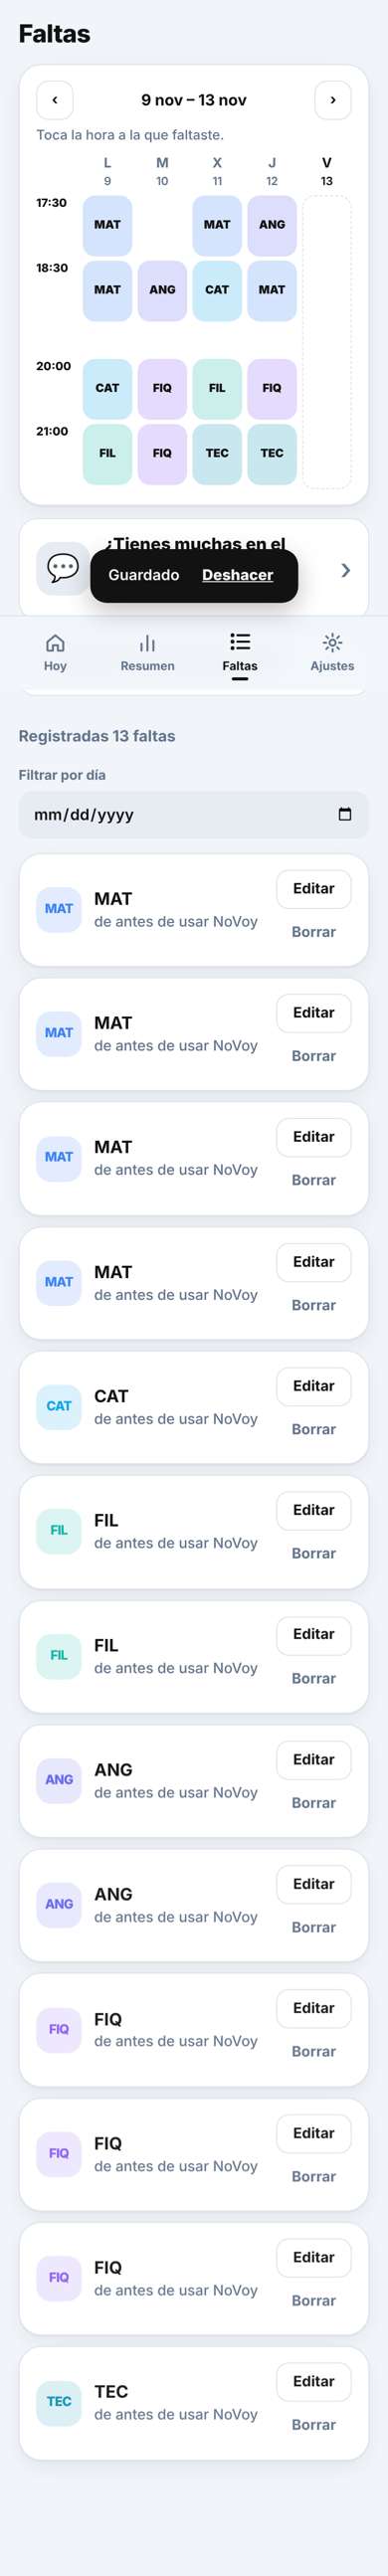 Faltas
‹ 9 nov – 13 nov ›
Toca la hora a la que faltaste.
L M X J V
9 10 11 12 13
17:30 MAT MAT ANG
18:30 MAT ANG CAT MAT
20:00 CAT FIQ FIL FIQ
21:00 FIL FIQ TEC TEC
¿Tienes muchas en el
Guardado Deshacer
Hoy Resumen Faltas Ajustes
Registradas 13 faltas
Filtrar por día
mm/dd/yyyy
MAT MAT Editar
de antes de usar NoVoy Borrar
MAT MAT Editar
de antes de usar NoVoy Borrar
MAT MAT Editar
de antes de usar NoVoy Borrar
MAT MAT Editar
de antes de usar NoVoy Borrar
CAT CAT Editar
de antes de usar NoVoy Borrar
FIL FIL Editar
de antes de usar NoVoy Borrar
FIL FIL Editar
de antes de usar NoVoy Borrar
ANG ANG Editar
de antes de usar NoVoy Borrar
ANG ANG Editar
de antes de usar NoVoy Borrar
FIQ FIQ Editar
de antes de usar NoVoy Borrar
FIQ FIQ Editar
de antes de usar NoVoy Borrar
FIQ FIQ Editar
de antes de usar NoVoy Borrar
TEC TEC Editar
de antes de usar NoVoy Borrar